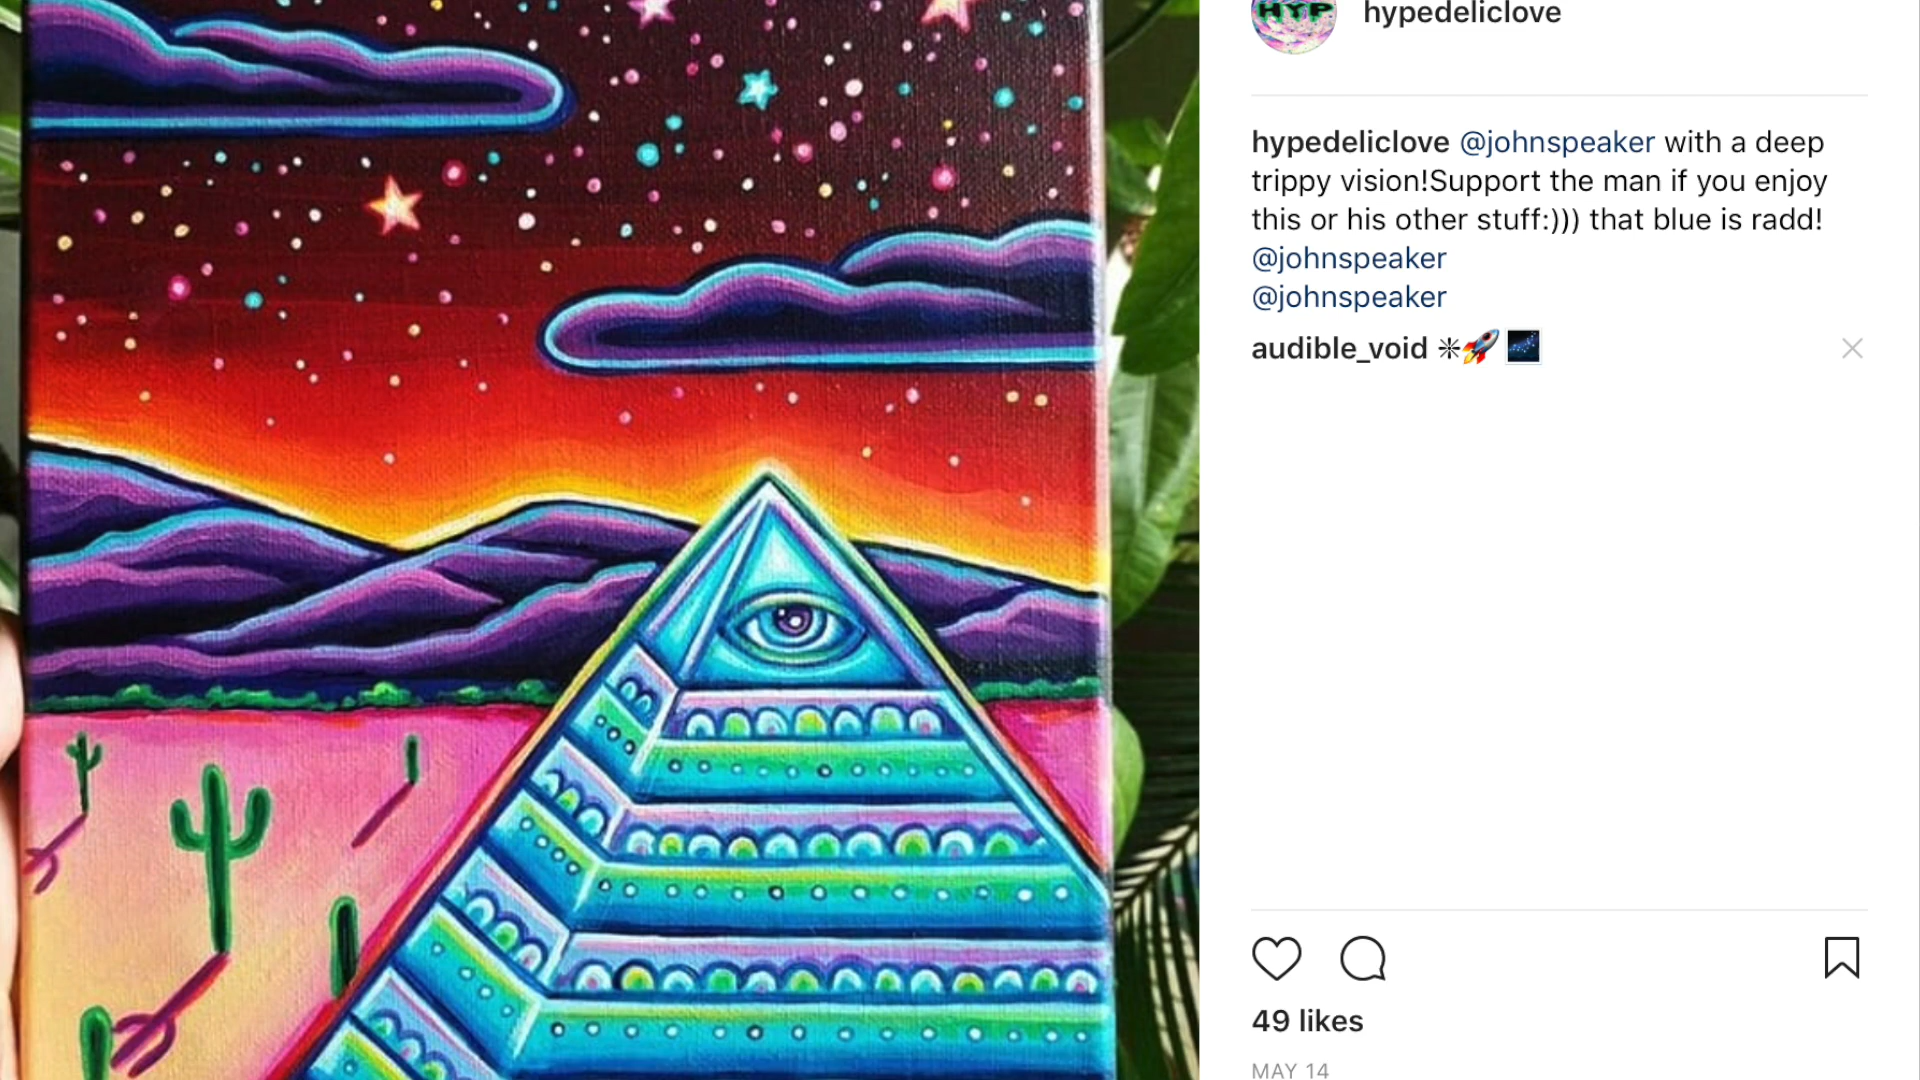 HYP
hypedeliclove
hypedeliclove @johnspeaker with a deep
trippy vision!Support the man if you enjoy
this or his other stuff:))) that blue is radd!
@johnspeaker
@johnspeaker
audible_void ❊🚀🌌
49 likes
MAY 14